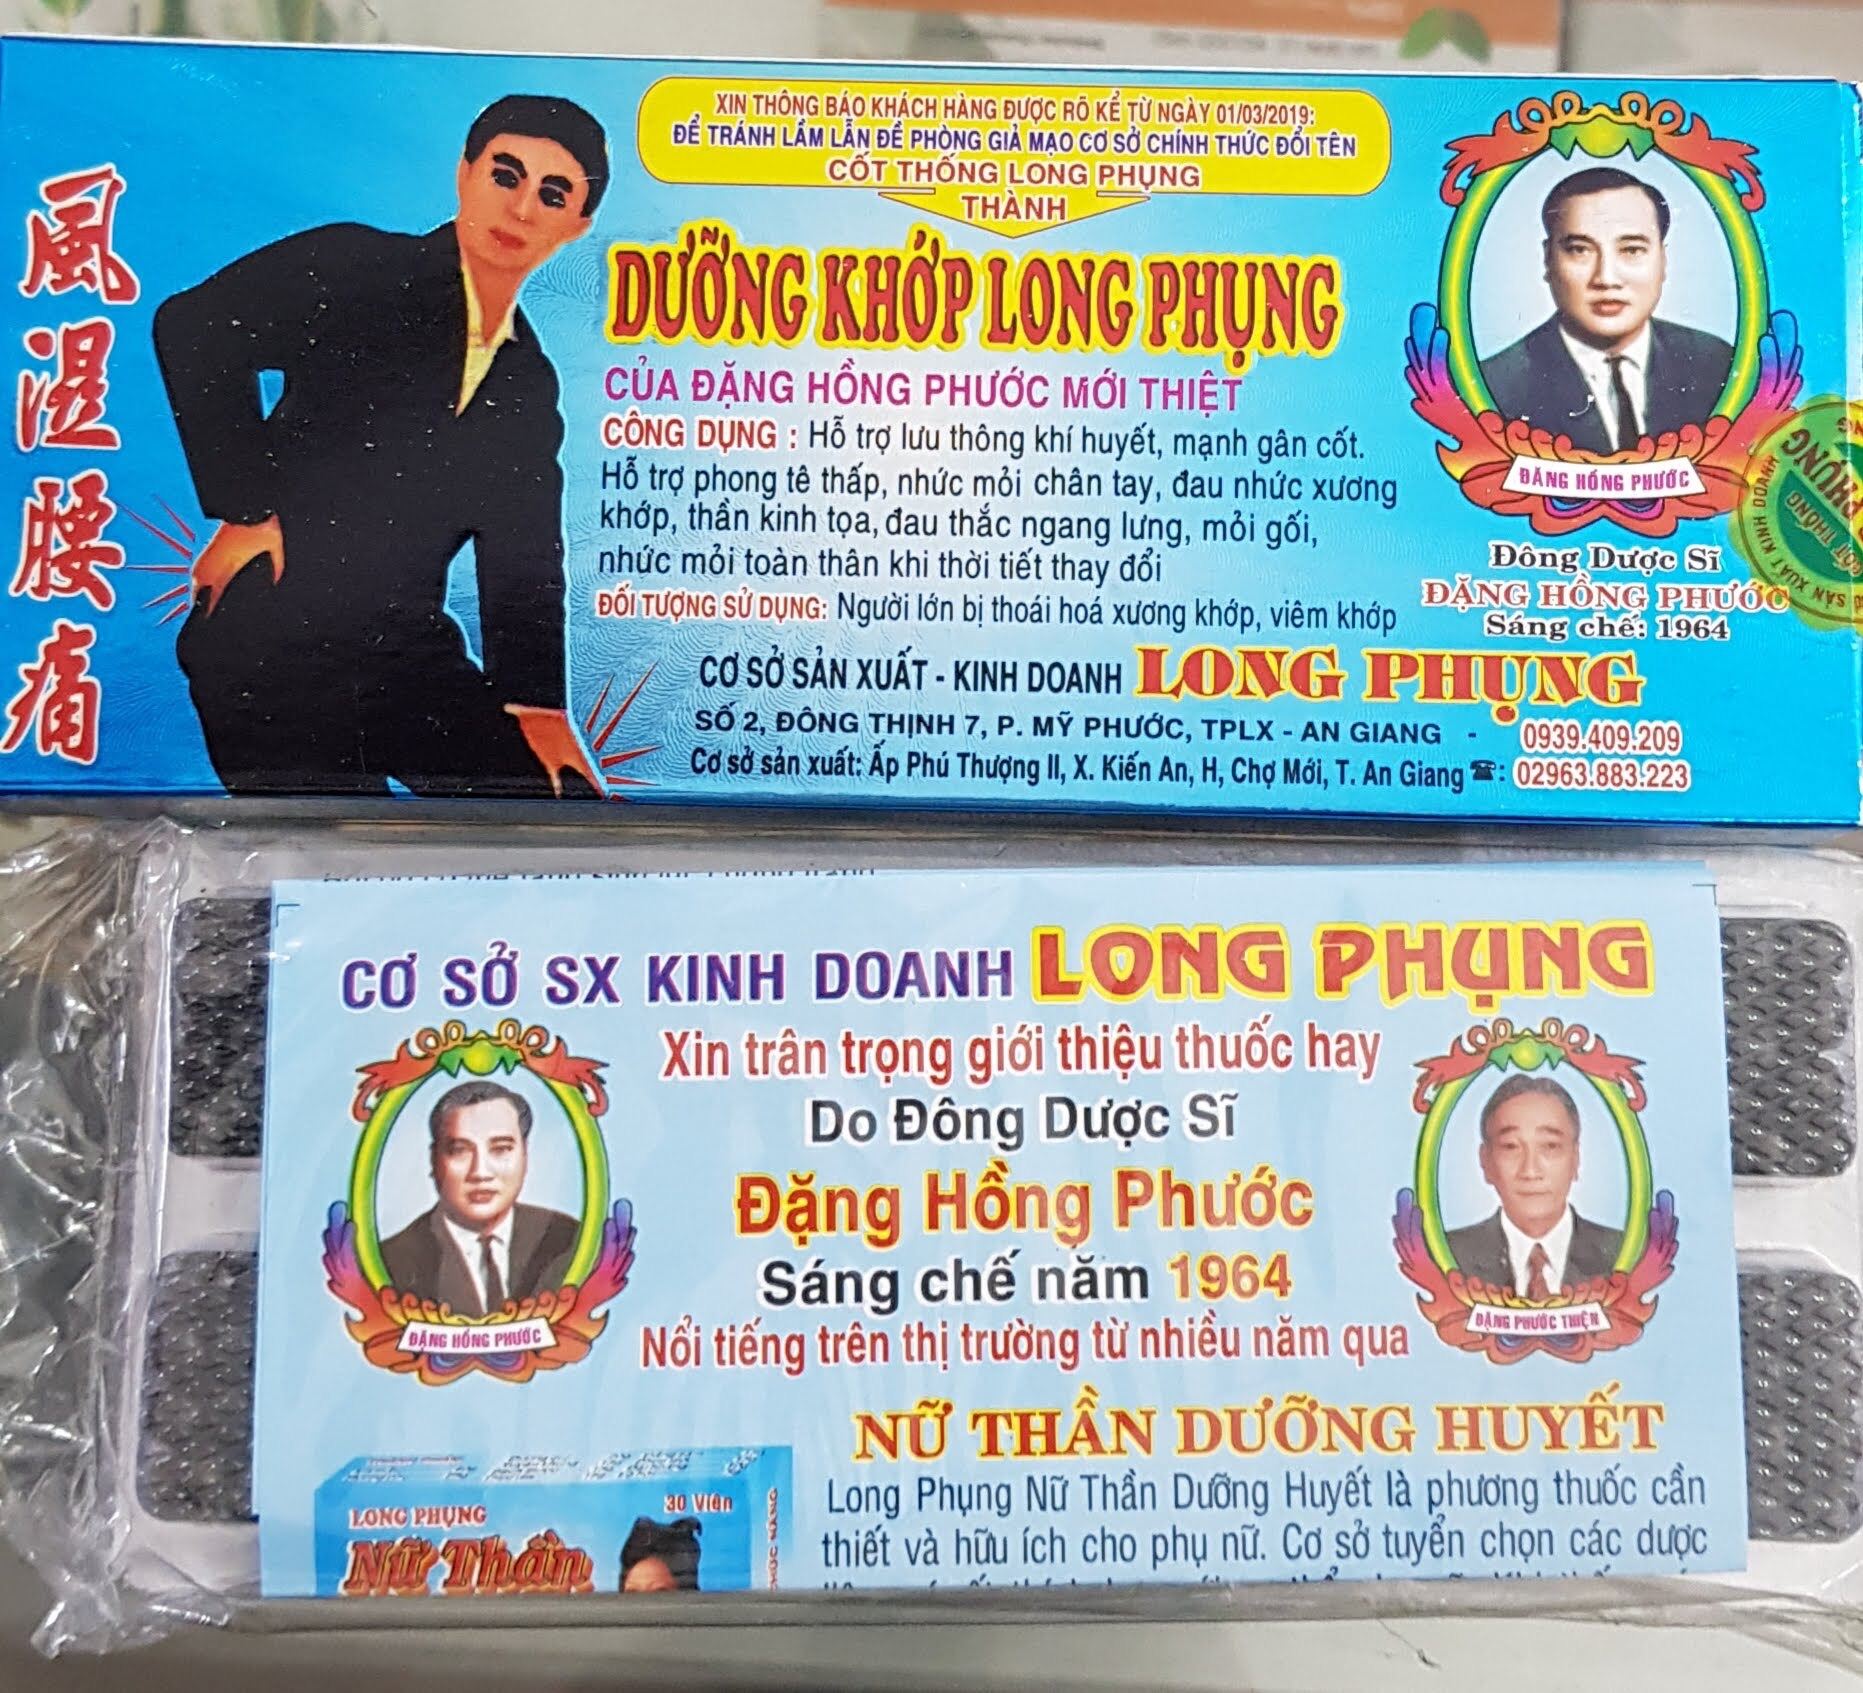 風
湿
腰
痛
XIN THÔNG BÁO KHÁCH HÀNG ĐƯỢC RÕ KỂ TỪ NGÀY 01/03/2019:
ĐỂ TRÁNH LẦM LẪN ĐỀ PHÒNG GIẢ MẠO CƠ SỞ CHÍNH THỨC ĐỔI TÊN
CỐT THỐNG LONG PHỤNG
THÀNH
DƯỠNG KHỚP LONG PHỤNG
CỦA ĐẶNG HỒNG PHƯỚC MỚI THIỆT
CÔNG DỤNG : Hỗ trợ lưu thông khí huyết, mạnh gân cốt.
Hỗ trợ phong tê thấp, nhức mỏi chân tay, đau nhức xương
khớp, thần kinh tọa, đau thắc ngang lưng, mỏi gối,
nhức mỏi toàn thân khi thời tiết thay đổi
ĐỐI TƯỢNG SỬ DỤNG: Người lớn bị thoái hoá xương khớp, viêm khớp
ĐẶNG HỒNG PHƯỚC
Đông Dược Sĩ
ĐẶNG HỒNG PHƯỚC
Sáng chế: 1964
CƠ SỞ SẢN XUẤT - KINH DOANH LONG PHỤNG
SỐ 2, ĐÔNG THỊNH 7, P. MỸ PHƯỚC, TPLX - AN GIANG - 0939.409.209
Cơ sở sản xuất: Ấp Phú Thượng II, X. Kiến An, H, Chợ Mới, T. An Giang ☎: 02963.883.223
SẢN XUẤT KINH DOANH
CỐT THỐNG
PHỤNG
CƠ SỞ SX KINH DOANH LONG PHỤNG
Xin trân trọng giới thiệu thuốc hay
Do Đông Dược Sĩ
Đặng Hồng Phước
Sáng chế năm 1964
Nổi tiếng trên thị trường từ nhiều năm qua
ĐẶNG HỒNG PHƯỚC
ĐẶNG PHƯỚC THIỆN
NỮ THẦN DƯỠNG HUYẾT
Long Phụng Nữ Thần Dưỡng Huyết là phương thuốc cần
thiết và hữu ích cho phụ nữ. Cơ sở tuyển chọn các dược
LONG PHỤNG
30 Viên
Nữ Thần